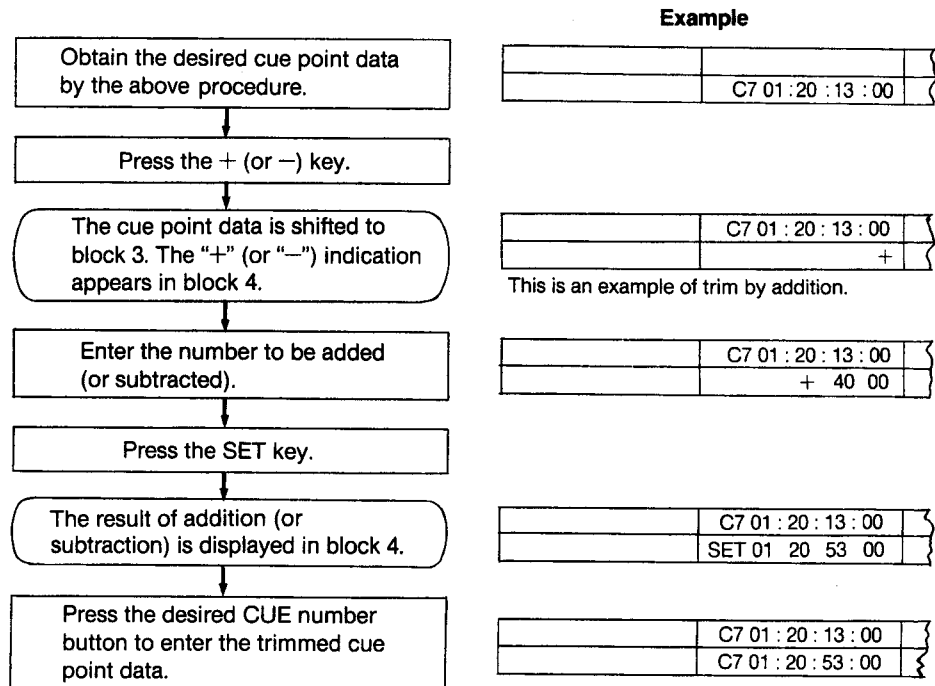 Example
Obtain the desired cue point data
by the above procedure.
C7 01 : 20 : 13 : 00
Press the + (or −) key.
The cue point data is shifted to
block 3. The “+” (or “−”) indication
appears in block 4.
C7 01 : 20 : 13 : 00
+
This is an example of trim by addition.
Enter the number to be added
(or subtracted).
C7 01 : 20 : 13 : 00
+ 40 00
Press the SET key.
The result of addition (or
subtraction) is displayed in block 4.
C7 01 : 20 : 13 : 00
SET 01 20 53 00
Press the desired CUE number
button to enter the trimmed cue
point data.
C7 01 : 20 : 13 : 00
C7 01 : 20 : 53 : 00